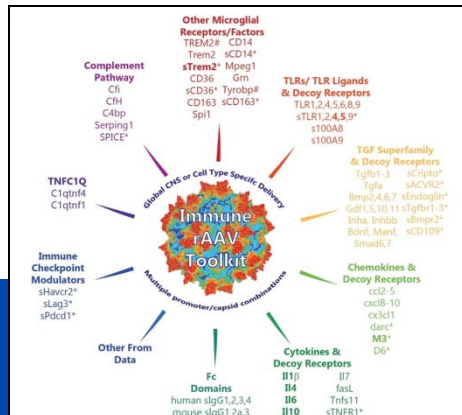 Other Microglial
Receptors/Factors
TREM2# CD14
Trem2 sCD14*
sTrem2* Mpeg1
CD36 Grn
sCD36* Tyrobp#
CD163 sCD163*
Spi1
Complement
Pathway
Cfi
CfH
C4bp
Serping1
SPICE*
TLRs/ TLR Ligands
& Decoy Receptors
TLR1,2,4,5,6,8,9
sTLR1,2,4,5,9*
s100A8
s100A9
TNFC1Q
C1qtnf4
C1qtnf1
TGF Superfamily
& Decoy Receptors
Tgfb1-3 sCripto*
Tgfa sACVR2*
Bmp2,4,6,7 sEndoglin*
Gdf1,5,10,11 sTgfbr1-3*
Inha, Inhbb sBmpr2*
Bdnf, Manf, sCD109*
Smad6,7
Global CNS or Cell Type Specifc Delivery
Immune
rAAV
Toolkit
Multiple promoter/capsid combinations
Immune
Checkpoint
Modulators
sHavcr2*
sLag3*
sPdcd1*
Chemokines &
Decoy Receptors
ccl2-5
cxcl8-10
cx3cl1
darc*
M3*
D6*
Other From
Data
Fc
Domains
human sIgG1,2,3,4
mouse sIgG1,2a,3
Cytokines &
Decoy Receptors
Il1β Il7
Il4 fasL
Il6 Tnfs11
Il10 sTNFR1*